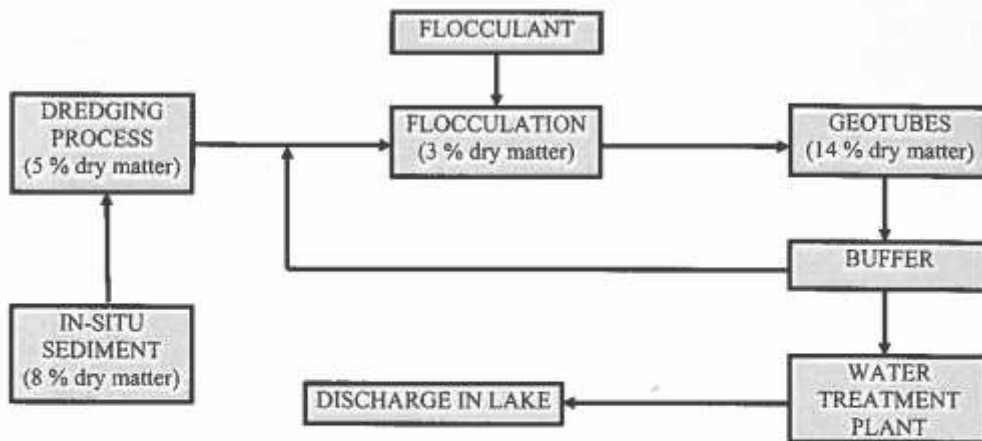 FLOCCULANT
DREDGING
PROCESS
(5 % dry matter)
FLOCCULATION
(3 % dry matter)
GEOTUBES
(14 % dry matter)
BUFFER
IN-SITU
SEDIMENT
(8 % dry matter)
WATER
TREATMENT
PLANT
DISCHARGE IN LAKE